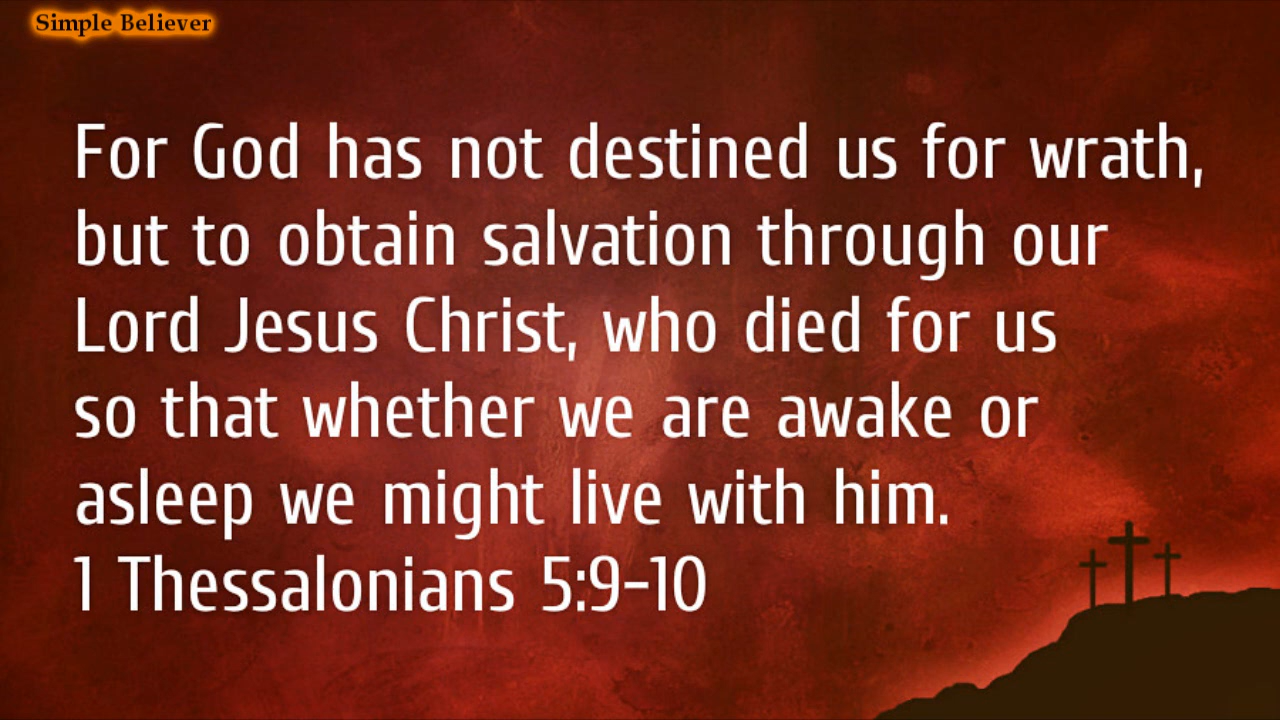 Simple Believer
For God has not destined us for wrath,
but to obtain salvation through our
Lord Jesus Christ, who died for us
so that whether we are awake or
asleep we might live with him.
1 Thessalonians 5:9-10